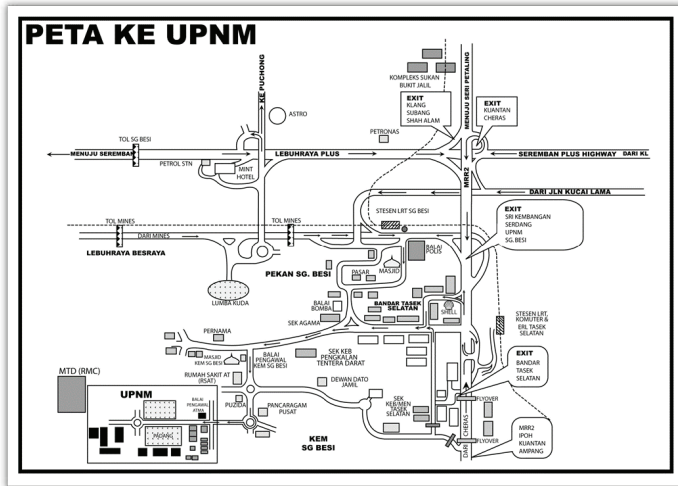 PETA KE UPNM
KE PUCHONG
ASTRO
KOMPLEKS SUKAN
BUKIT JALIL
MENUJU SERI PETALING
EXIT
KLANG
SUBANG
SHAH ALAM
EXIT
KUANTAN
CHERAS
PETRONAS
TOL SG BESI
MENUJU SEREMBAN
PETROL STN
MINT
HOTEL
LEBUHRAYA PLUS
SEREMBAN PLUS HIGHWAY
DARI KL
MRR2
DARI JLN KUCAI LAMA
STESEN LRT SG BESI
EXIT
SRI KEMBANGAN
SERDANG
UPNM
SG.BESI
TOL MINES
DARI MINES
TOL MINES
LEBUHRAYA BESRAYA
BALAI
POLIS
MASJID
PASAR
PEKAN SG. BESI
LUMBA KUDA
BALAI
BOMBA
BANDAR TASEK
SELATAN
SHELL
SEK AGAMA
STESEN LRT,
KOMUTER &
ERL TASEK
SELATAN
PERNAMA
MASJID
KEM SG BESI
BALAI
PENGAWAL
KEM SG BESI
SEK KEB
PENGKALAN
TENTERA DARAT
EXIT
BANDAR
TASEK
SELATAN
MTD (RMC)
RUMAH SAKIT AT
(RSAT)
DEWAN DATO
JAMIL
UPNM
BALAI
PENGAWAL
ATMA
PUZIDA
PANCARAGAM
PUSAT
SEK
KEB/MEN
TASEK
SELATAN
FLYOVER
DARI CHERAS
PADANG
KEM
SG BESI
FLYOVER
MRR2
IPOH
KUANTAN
AMPANG